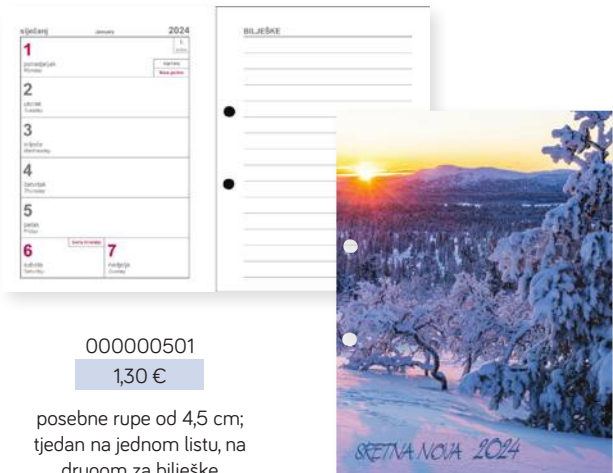 siječanj January 2024
1
1.
ponedjeljak
Monday
Nova godina
2
utorak
Tuesday
3
srijeda
Wednesday
4
četvrtak
Thursday
5
petak
Friday
6
Sveta tri kralja
subota
Saturday
7
nedjelja
Sunday
BILJEŠKE
SRETNA NOVA 2024
000000501
1,30 €
posebne rupe od 4,5 cm;
tjedan na jednom listu, na
drugom za bilješke